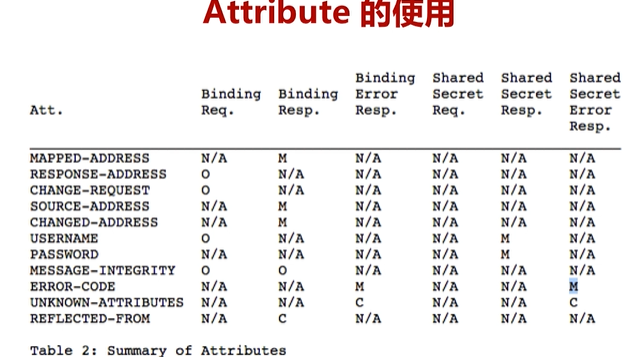 Attribute 的使用
Binding Shared Shared Shared
Binding Binding Error Secret Secret Secret
Att. Req. Resp. Resp. Req. Resp. Error
Resp.
MAPPED-ADDRESS N/A M N/A N/A N/A N/A
RESPONSE-ADDRESS O N/A N/A N/A N/A N/A
CHANGE-REQUEST O N/A N/A N/A N/A N/A
SOURCE-ADDRESS N/A M N/A N/A N/A N/A
CHANGED-ADDRESS N/A M N/A N/A N/A N/A
USERNAME O N/A N/A N/A M N/A
PASSWORD N/A N/A N/A N/A M N/A
MESSAGE-INTEGRITY O O N/A N/A N/A N/A
ERROR-CODE N/A N/A M N/A N/A M
UNKNOWN-ATTRIBUTES N/A N/A C N/A N/A C
REFLECTED-FROM N/A C N/A N/A N/A N/A
Table 2: Summary of Attributes